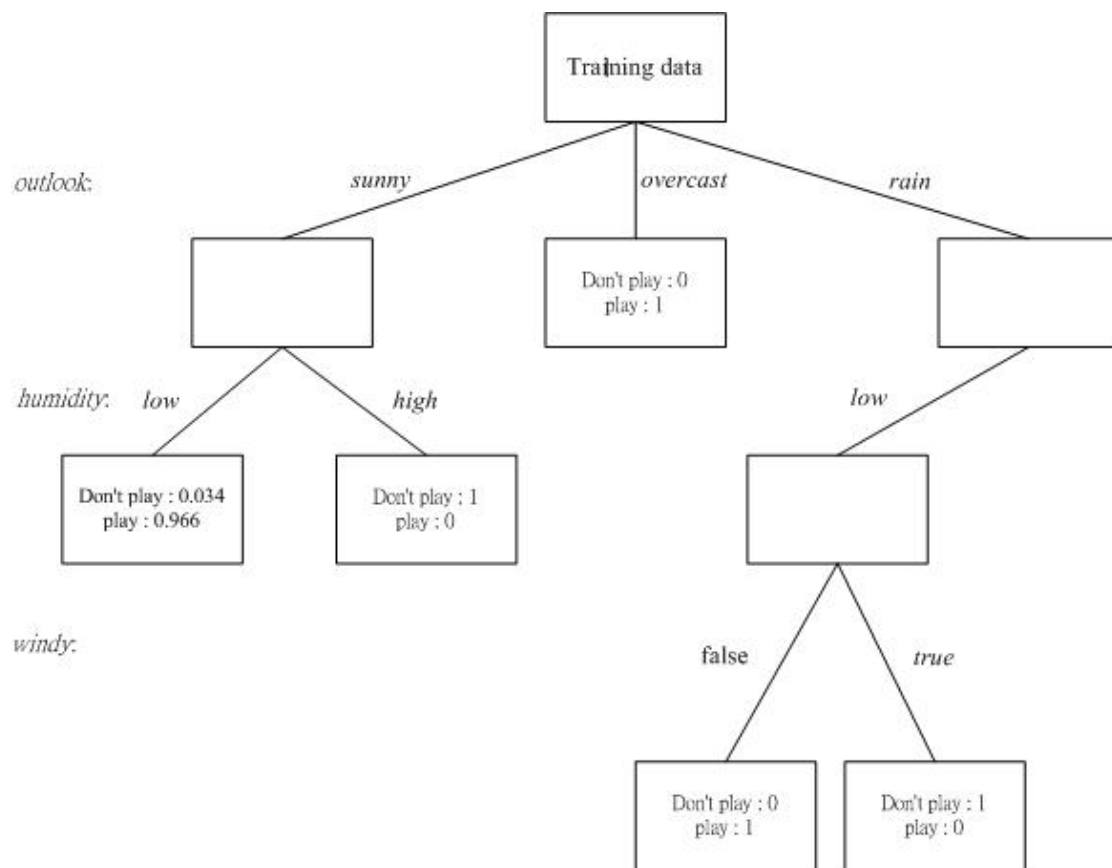 Training data
outlook: sunny overcast rain
Don't play : 0
play : 1
humidity: low high low
Don't play : 0.034
play : 0.966
Don't play : 1
play : 0
windy:
false true
Don't play : 0
play : 1
Don't play : 1
play : 0